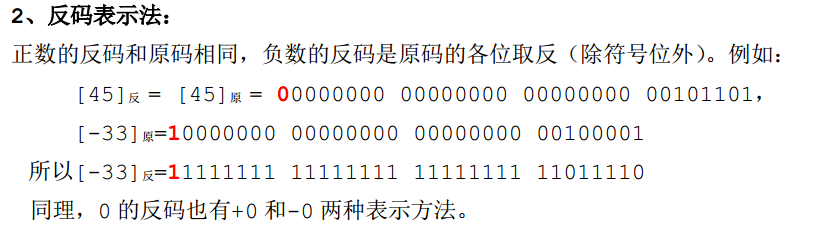 2、反码表示法：
正数的反码和原码相同，负数的反码是原码的各位取反（除符号位外）。例如：
[45]反 = [45]原 = 00000000 00000000 00000000 00101101，
[-33]原=10000000 00000000 00000000 00100001
所以[-33]反=11111111 11111111 11111111 11011110
同理，0 的反码也有+0 和-0 两种表示方法。